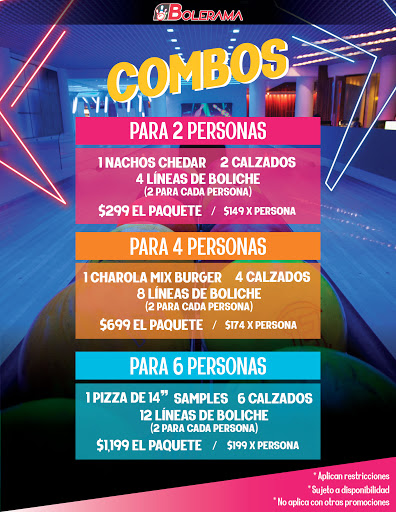 BOLERAMA
COMBOS
PARA 2 PERSONAS
1 NACHOS CHEDAR 2 CALZADOS
4 LÍNEAS DE BOLICHE
(2 PARA CADA PERSONA)
$299 EL PAQUETE / $149 X PERSONA
PARA 4 PERSONAS
1 CHAROLA MIX BURGER 4 CALZADOS
8 LÍNEAS DE BOLICHE
(2 PARA CADA PERSONA)
$699 EL PAQUETE / $174 X PERSONA
PARA 6 PERSONAS
1 PIZZA DE 14” SAMPLES 6 CALZADOS
12 LÍNEAS DE BOLICHE
(2 PARA CADA PERSONA)
$1,199 EL PAQUETE / $199 X PERSONA
* Aplican restricciones
* Sujeto a disponibilidad
* No aplica con otras promociones